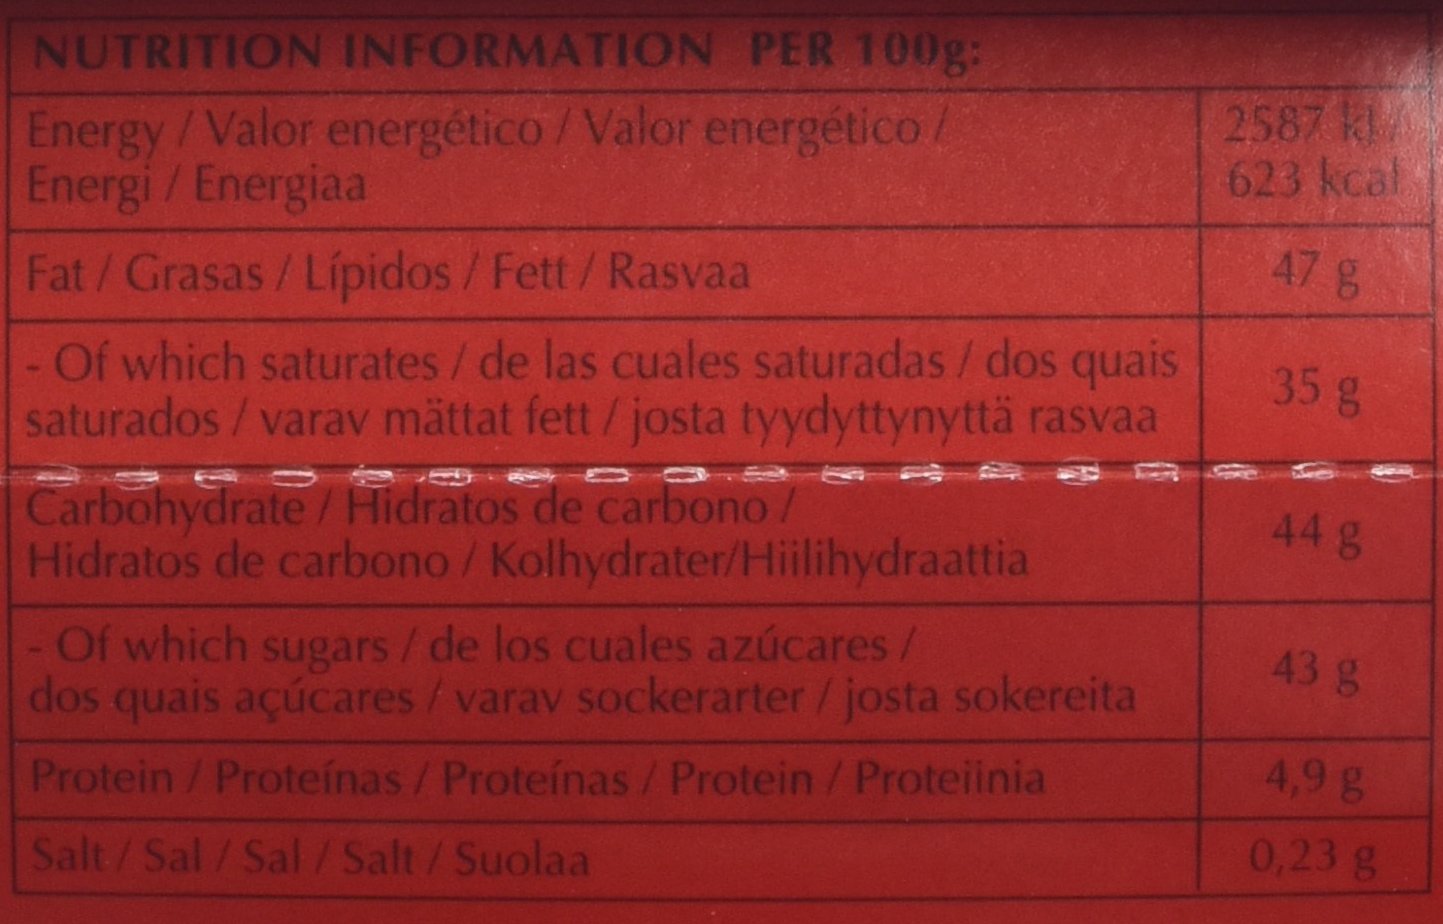 NUTRITION INFORMATION PER 100g:
Energy / Valor energético / Valor energético /
Energi / Energiaa
2587 kJ /
623 kcal
Fat / Grasas / Lípidos / Fett / Rasvaa
47 g
- Of which saturates / de las cuales saturadas / dos quais
saturados / varav mättat fett / josta tyydyttynyttä rasvaa
35 g
Carbohydrate / Hidratos de carbono /
Hidratos de carbono / Kolhydrater/Hiilihydraattia
44 g
- Of which sugars / de los cuales azúcares /
dos quais açúcares / varav sockerarter / josta sokereita
43 g
Protein / Proteínas / Proteínas / Protein / Proteiinia
4,9 g
Salt / Sal / Sal / Salt / Suolaa
0,23 g